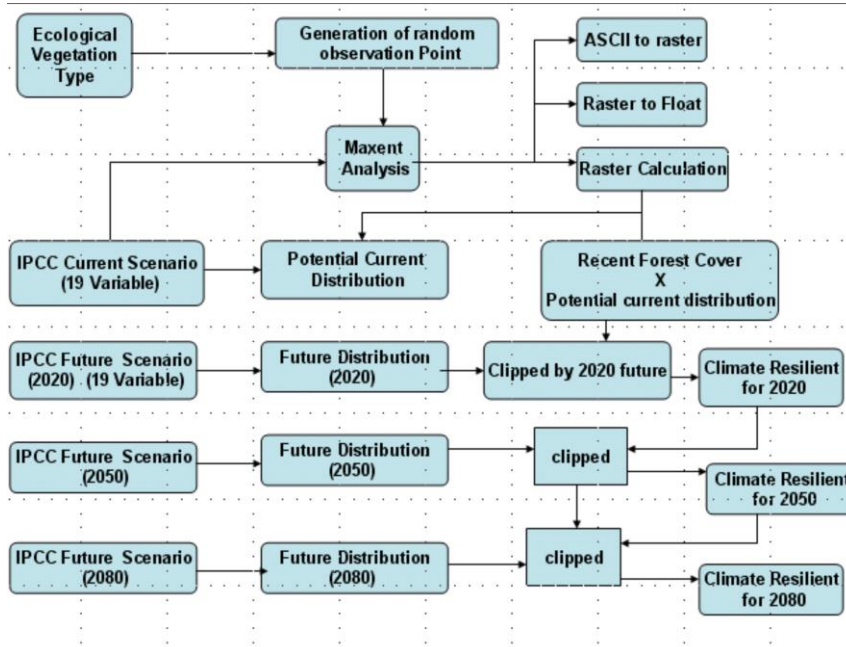 Ecological
Vegetation
Type
Generation of random
observation Point
ASCII to raster
Raster to Float
Maxent
Analysis
Raster Calculation
IPCC Current Scenario
(19 Variable)
Potential Current
Distribution
Recent Forest Cover
X
Potential current distribution
IPCC Future Scenario
(2020) (19 Variable)
Future Distribution
(2020)
Clipped by 2020 future
Climate Resilient
for 2020
IPCC Future Scenario
(2050)
Future Distribution
(2050)
clipped
Climate Resilient
for 2050
IPCC Future Scenario
(2080)
Future Distribution
(2080)
clipped
Climate Resilient
for 2080